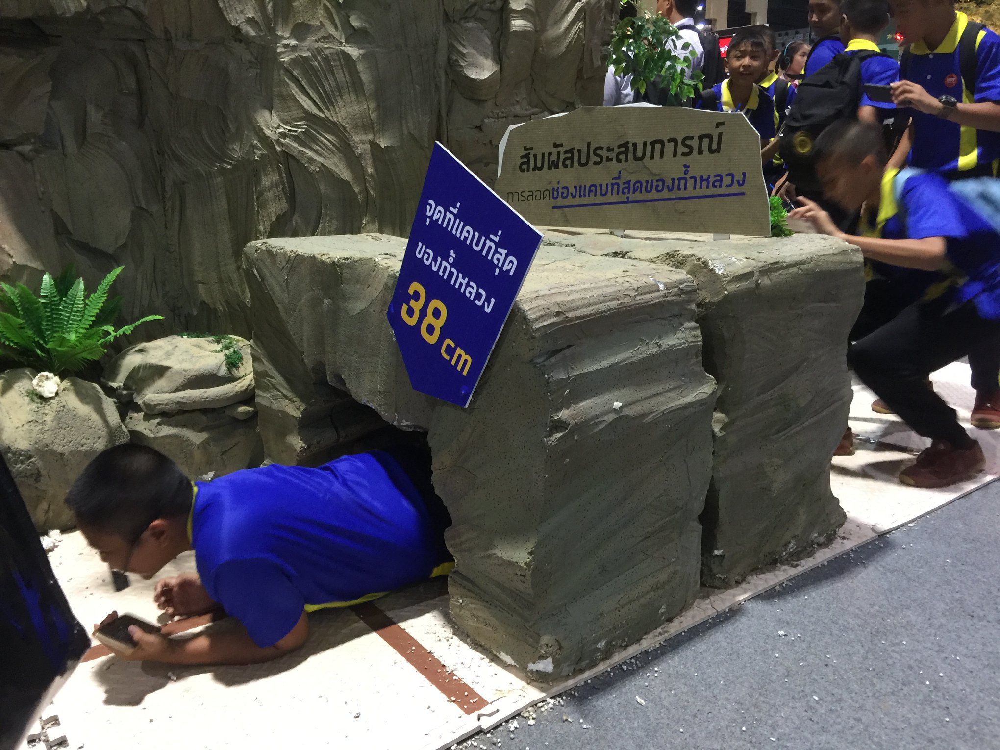 สัมผัสประสบการณ์
การลอดช่องแคบที่สุดของถ้ำหลวง
จุดที่แคบที่สุด
ของถ้ำหลวง
38 cm